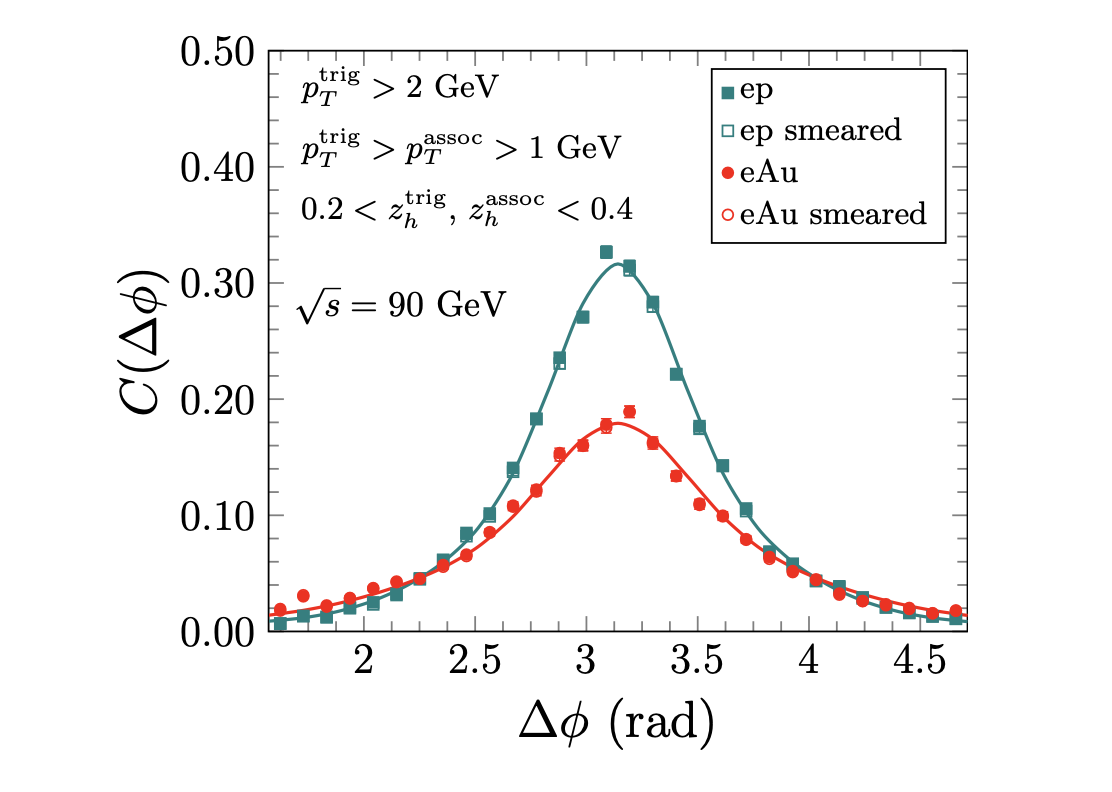 0.50
0.40
0.30
0.20
0.10
0.00
C(Δϕ)
p_T^trig > 2 GeV
p_T^trig > p_T^assoc > 1 GeV
0.2 < z_h^trig, z_h^assoc < 0.4
√s = 90 GeV
ep
ep smeared
eAu
eAu smeared
2 2.5 3 3.5 4 4.5
Δϕ (rad)